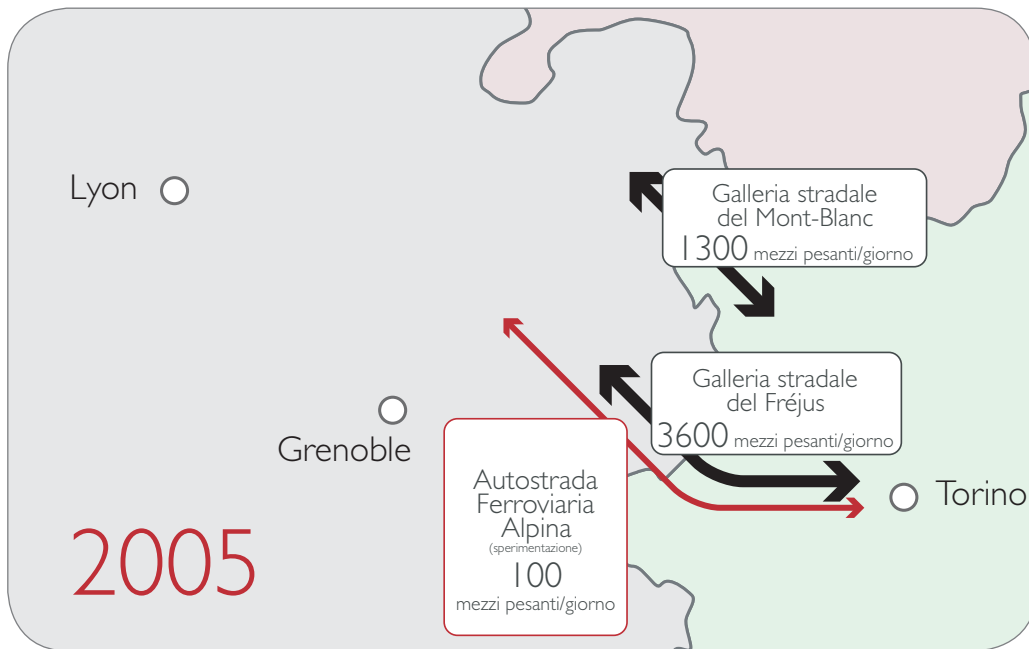 Lyon
Galleria stradale
del Mont-Blanc
1300 mezzi pesanti/giorno
Galleria stradale
del Fréjus
3600 mezzi pesanti/giorno
Grenoble
Autostrada
Ferroviaria
Alpina
(sperimentazione)
100
mezzi pesanti/giorno
Torino
2005